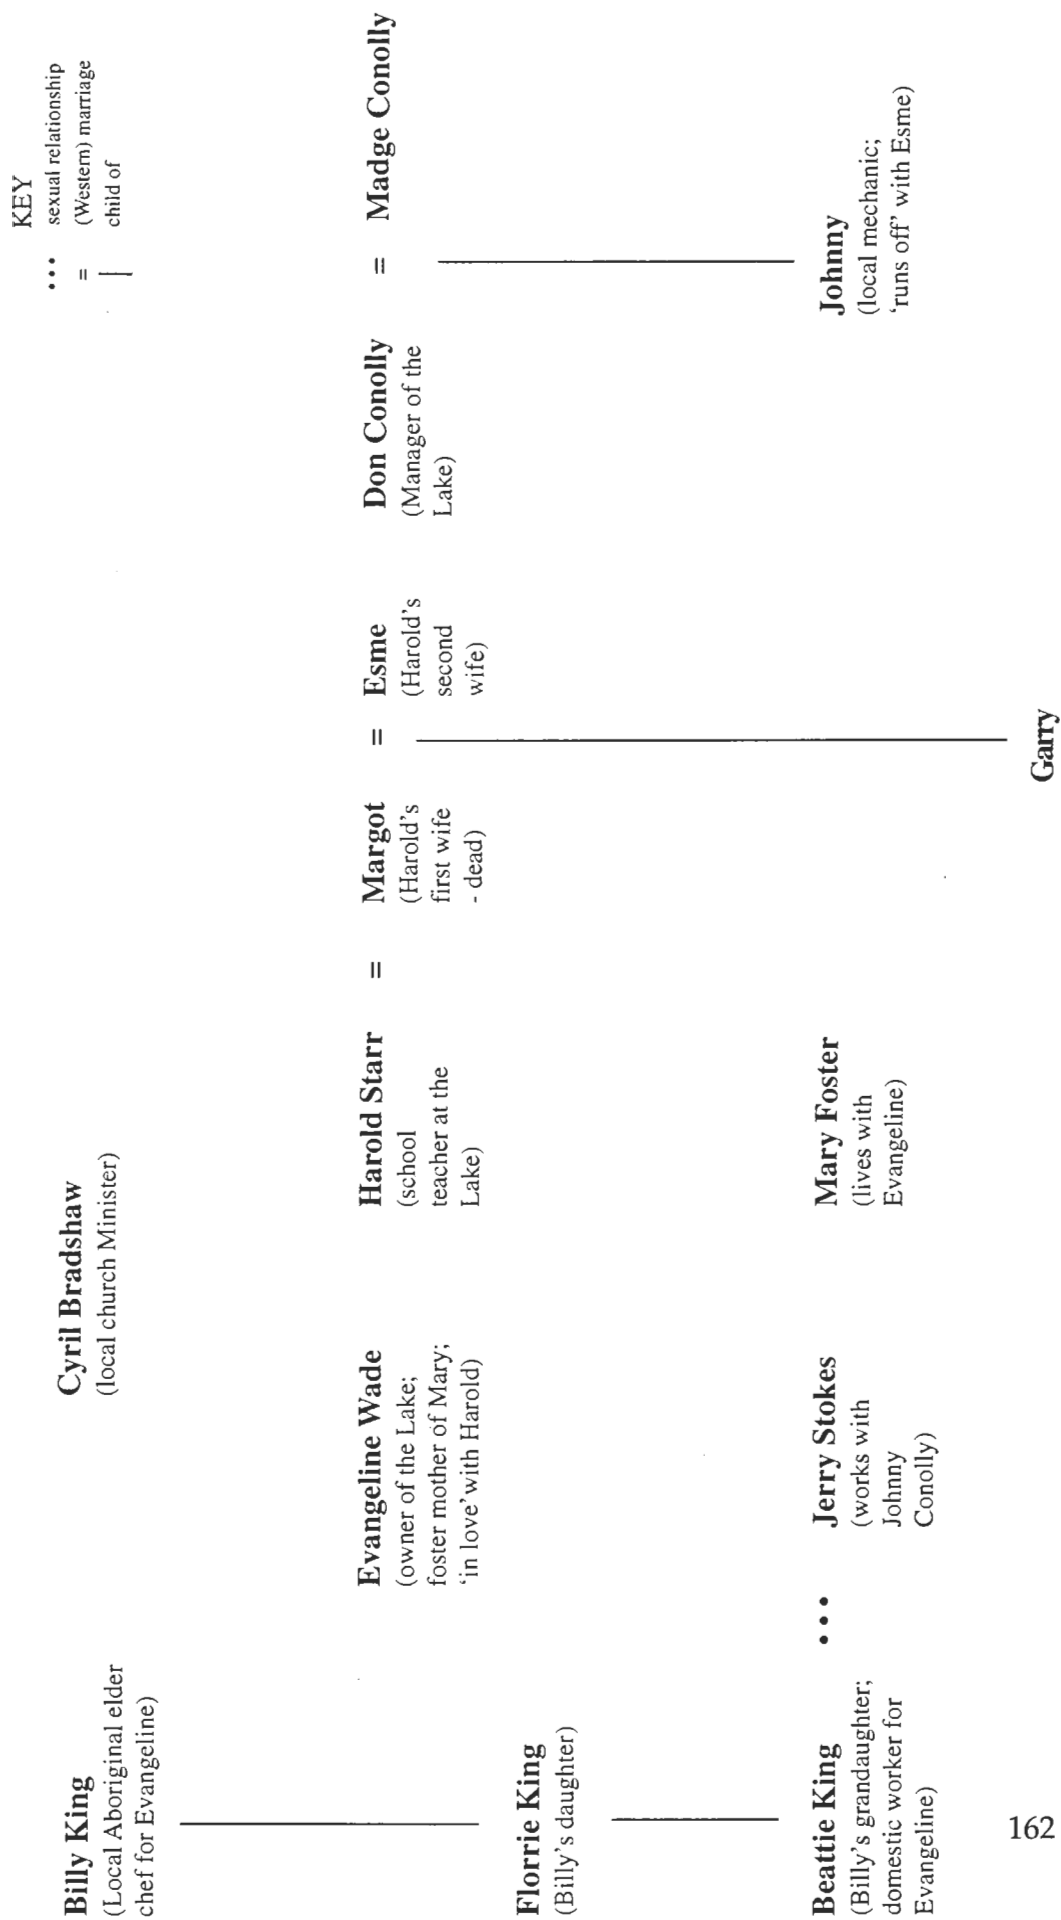 KEY
••• sexual relationship
= (Western) marriage
| child of
Billy King
(Local Aboriginal elder
chef for Evangeline)
Cyril Bradshaw
(local church Minister)
Evangeline Wade
(owner of the Lake;
foster mother of Mary;
‘in love’ with Harold)
Harold Starr
(school
teacher at the
Lake)
=
Margot
(Harold's
first wife
- dead)
=
Esme
(Harold's
second
wife)
Don Conolly
(Manager of the
Lake)
=
Madge Conolly
Florrie King
(Billy's daughter)
Beattie King
(Billy's grandaughter;
domestic worker for
Evangeline)
•••
Jerry Stokes
(works with
Johnny
Conolly)
Mary Foster
(lives with
Evangeline)
Johnny
(local mechanic;
‘runs off’ with Esme)
Garry
162